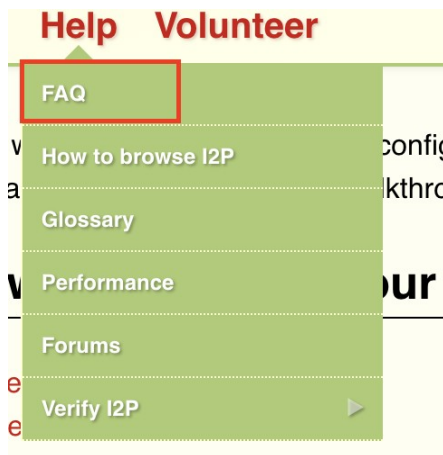 Help Volunteer
FAQ
How to browse I2P
Glossary
Performance
Forums
Verify I2P